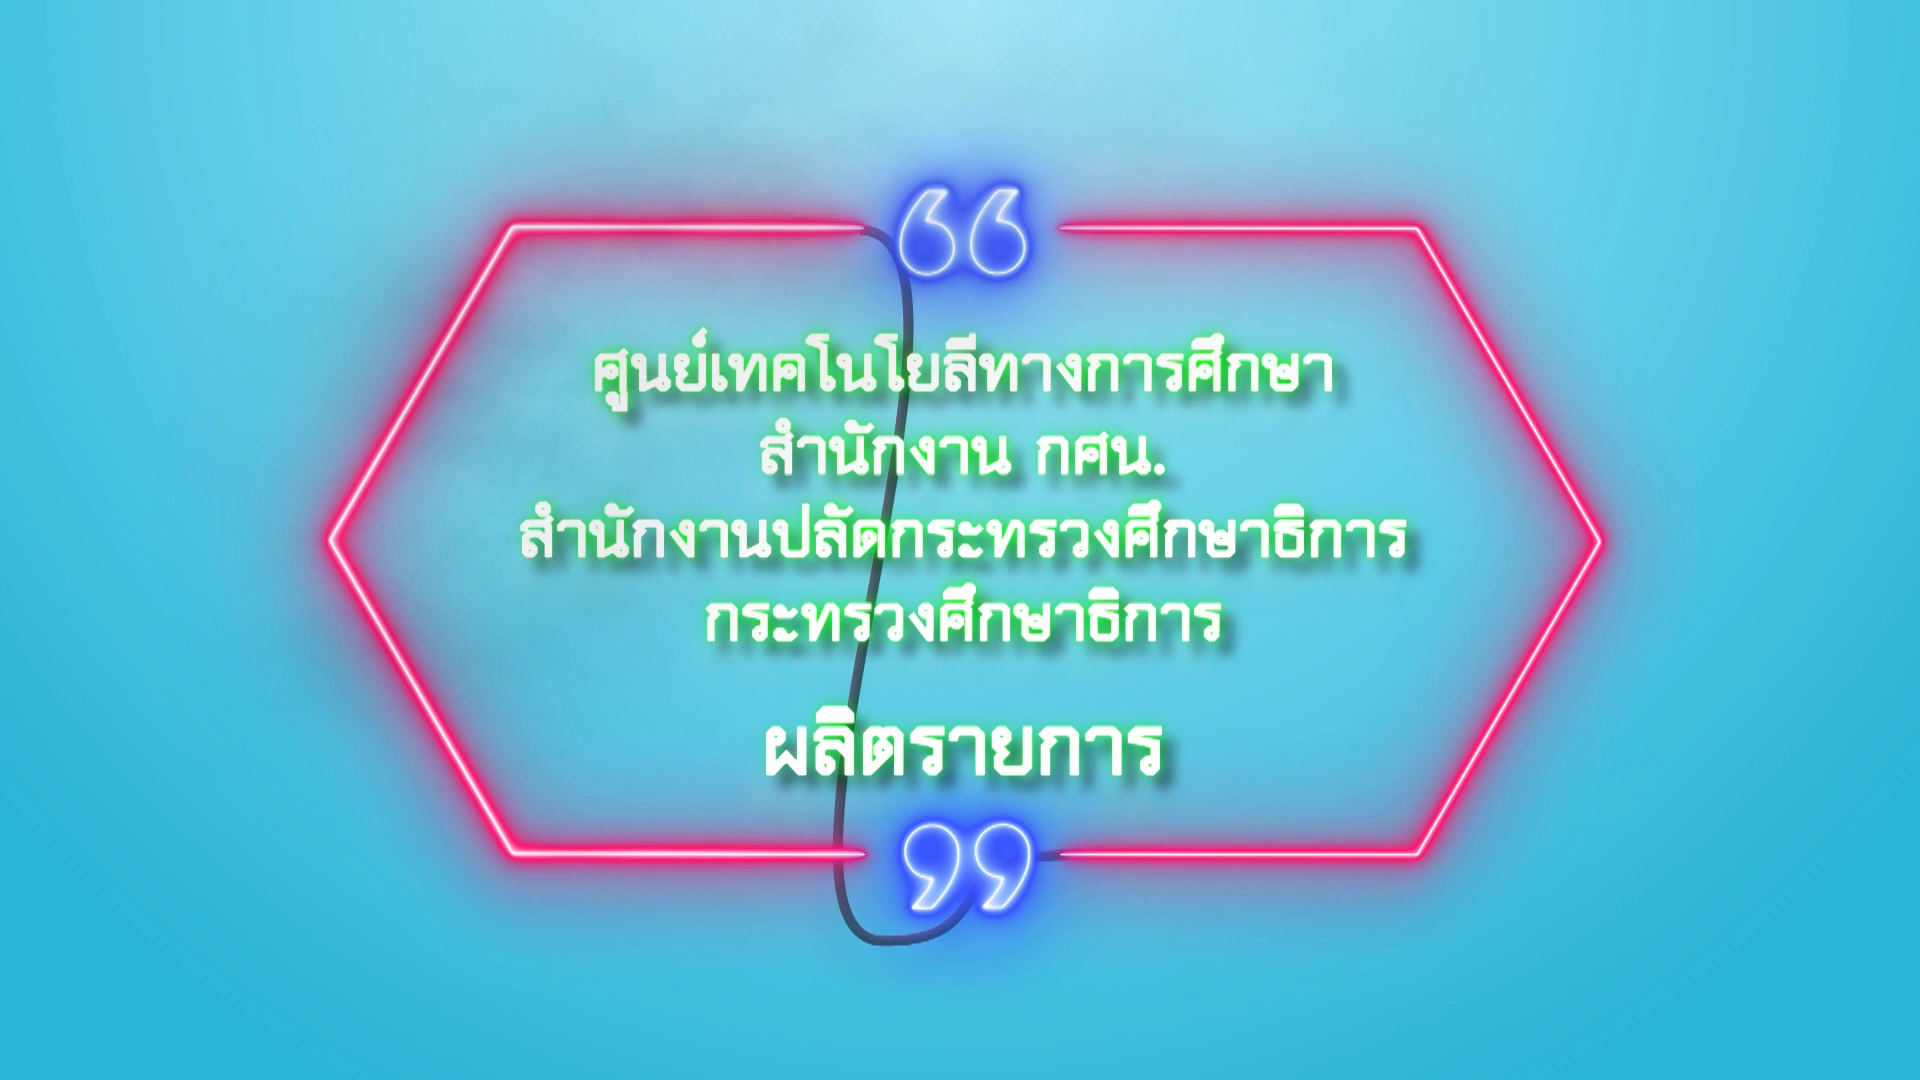 ศูนย์เทคโนโยลีทางการศึกษา
สำนักงาน กศน.
สำนักงานปลัดกระทรวงศึกษาธิการ
กระทรวงศึกษาธิการ
ผลิตรายการ